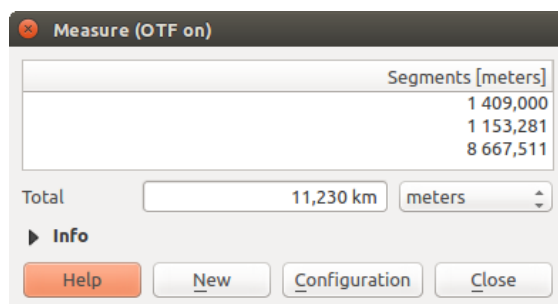 Measure (OTF on)
Segments [meters]
1 409,000
1 153,281
8 667,511
Total 11,230 km meters
Info
Help New Configuration Close